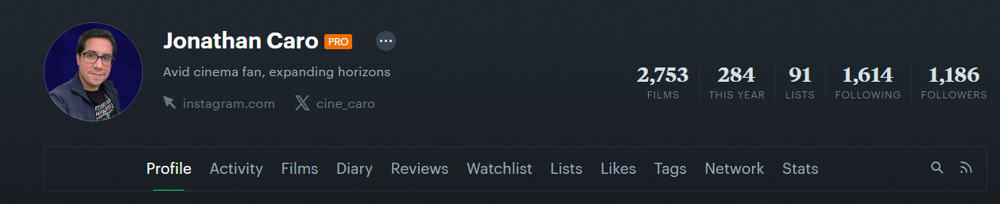 Jonathan Caro PRO
Avid cinema fan, expanding horizons
instagram.com cine_caro
2,753 284 91 1,614 1,186
FILMS THIS YEAR LISTS FOLLOWING FOLLOWERS
Profile Activity Films Diary Reviews Watchlist Lists Likes Tags Network Stats